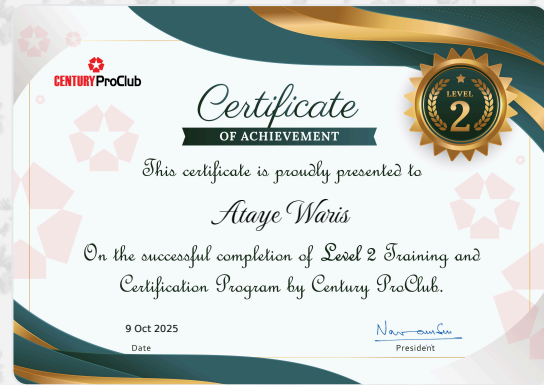 CENTURY ProClub
Certificate
OF ACHIEVEMENT
LEVEL
2
This certificate is proudly presented to
Ataye Waris
On the successful completion of Level 2 Training and
Certification Program by Century ProClub.
9 Oct 2025
Date
President